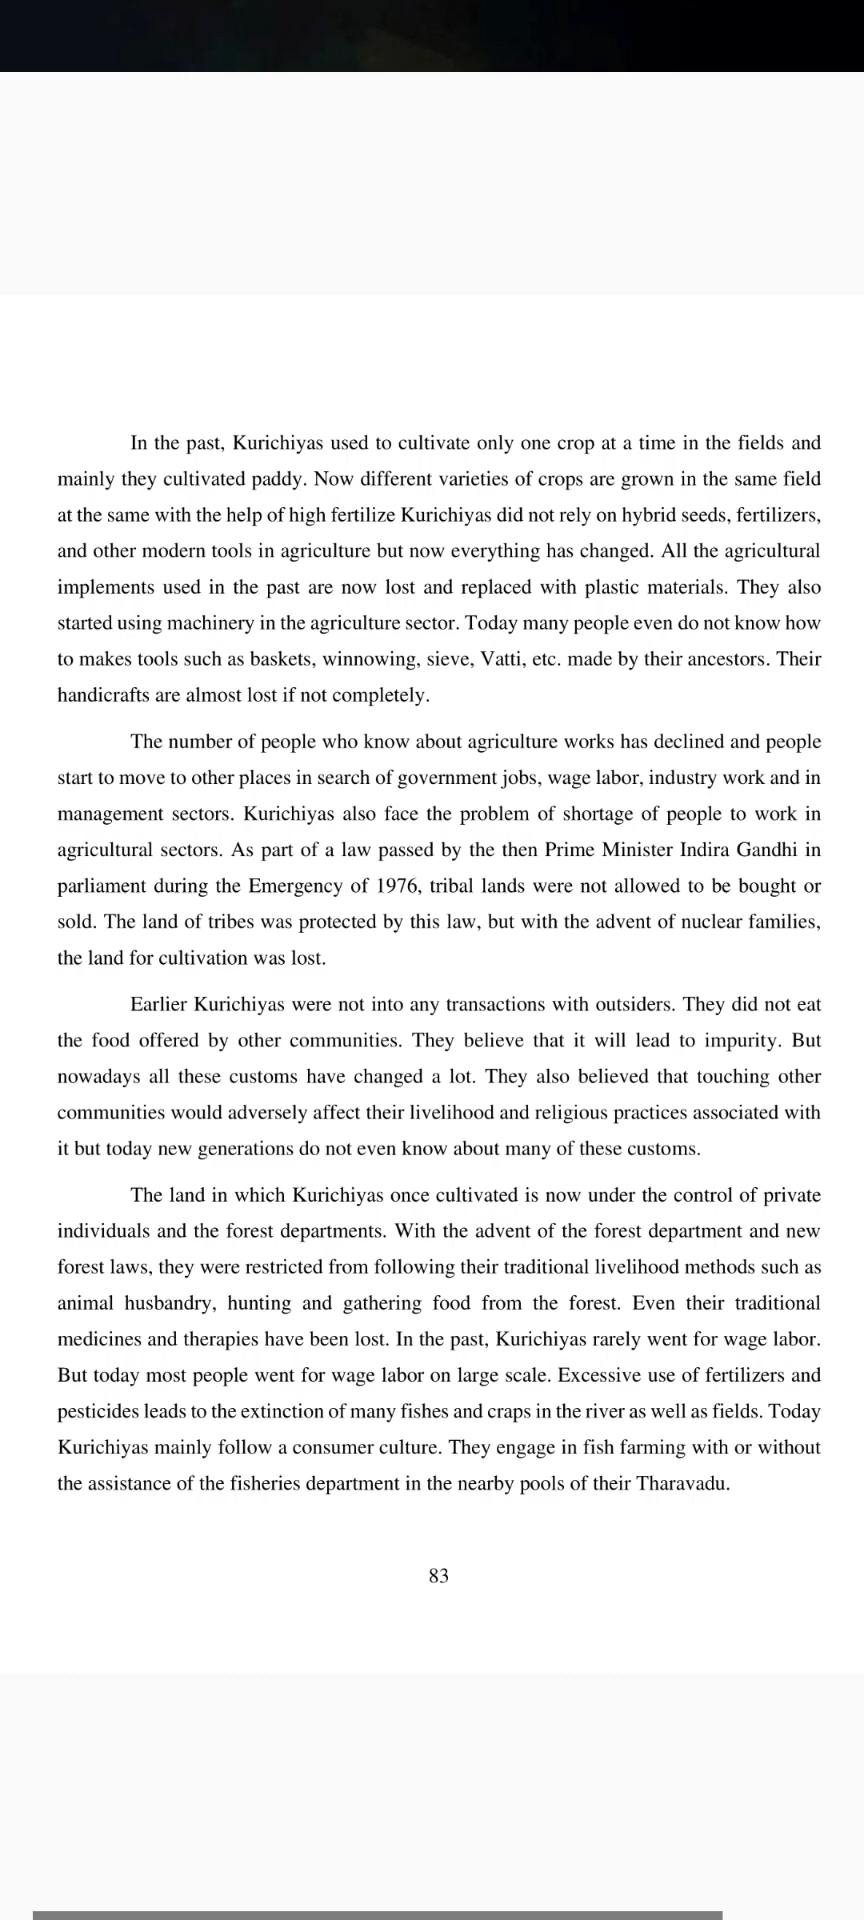 In the past, Kurichiyas used to cultivate only one crop at a time in the fields and
mainly they cultivated paddy. Now different varieties of crops are grown in the same field
at the same with the help of high fertilize Kurichiyas did not rely on hybrid seeds, fertilizers,
and other modern tools in agriculture but now everything has changed. All the agricultural
implements used in the past are now lost and replaced with plastic materials. They also
started using machinery in the agriculture sector. Today many people even do not know how
to makes tools such as baskets, winnowing, sieve, Vatti, etc. made by their ancestors. Their
handicrafts are almost lost if not completely.
The number of people who know about agriculture works has declined and people
start to move to other places in search of government jobs, wage labor, industry work and in
management sectors. Kurichiyas also face the problem of shortage of people to work in
agricultural sectors. As part of a law passed by the then Prime Minister Indira Gandhi in
parliament during the Emergency of 1976, tribal lands were not allowed to be bought or
sold. The land of tribes was protected by this law, but with the advent of nuclear families,
the land for cultivation was lost.
Earlier Kurichiyas were not into any transactions with outsiders. They did not eat
the food offered by other communities. They believe that it will lead to impurity. But
nowadays all these customs have changed a lot. They also believed that touching other
communities would adversely affect their livelihood and religious practices associated with
it but today new generations do not even know about many of these customs.
The land in which Kurichiyas once cultivated is now under the control of private
individuals and the forest departments. With the advent of the forest department and new
forest laws, they were restricted from following their traditional livelihood methods such as
animal husbandry, hunting and gathering food from the forest. Even their traditional
medicines and therapies have been lost. In the past, Kurichiyas rarely went for wage labor.
But today most people went for wage labor on large scale. Excessive use of fertilizers and
pesticides leads to the extinction of many fishes and craps in the river as well as fields. Today
Kurichiyas mainly follow a consumer culture. They engage in fish farming with or without
the assistance of the fisheries department in the nearby pools of their Tharavadu.
83